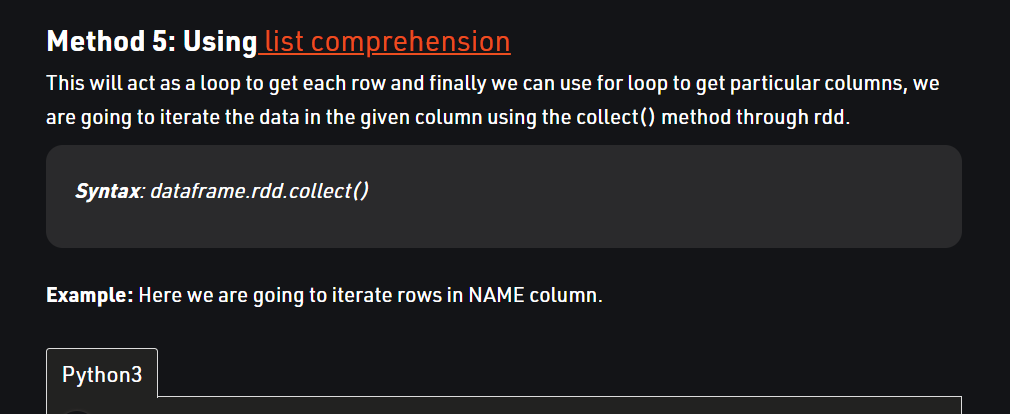 Method 5: Using list comprehension
This will act as a loop to get each row and finally we can use for loop to get particular columns, we
are going to iterate the data in the given column using the collect() method through rdd.
Syntax: dataframe.rdd.collect()
Example: Here we are going to iterate rows in NAME column.
Python3